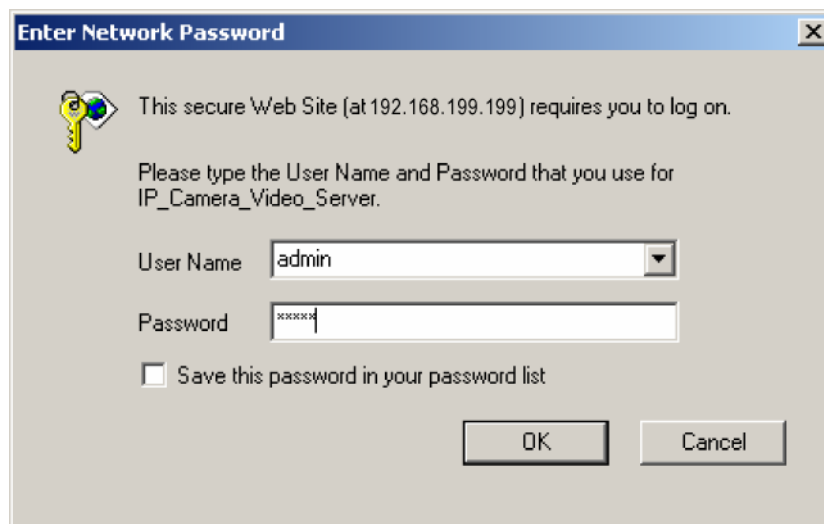 Enter Network Password
This secure Web Site (at 192.168.199.199) requires you to log on.
Please type the User Name and Password that you use for
IP_Camera_Video_Server.
User Name admin
Password *****
Save this password in your password list
OK Cancel